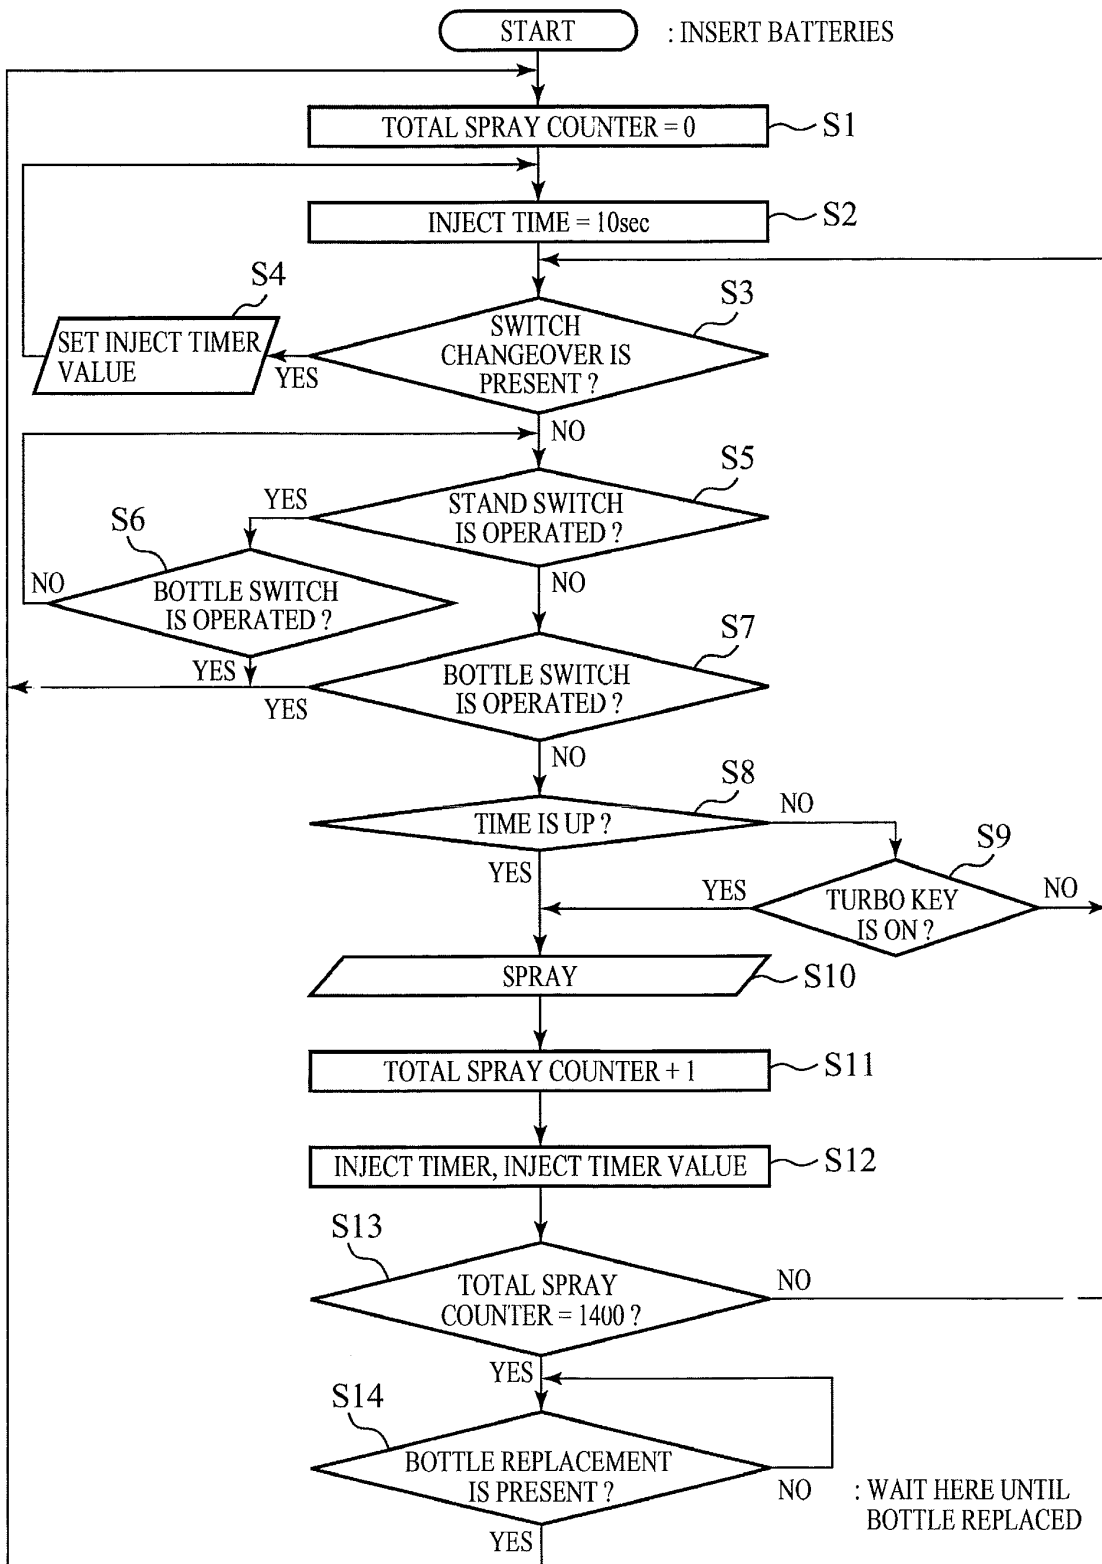 START
: INSERT BATTERIES
TOTAL SPRAY COUNTER = 0
S1
INJECT TIME = 10sec
S2
S4
SET INJECT TIMER
VALUE
YES
SWITCH
CHANGEOVER IS
PRESENT ?
S3
NO
YES
STAND SWITCH
IS OPERATED ?
S5
S6
NO
BOTTLE SWITCH
IS OPERATED ?
NO
YES
S7
BOTTLE SWITCH
IS OPERATED ?
YES
NO
S8
TIME IS UP ?
NO
YES
S9
YES
TURBO KEY
IS ON ?
NO
SPRAY
S10
TOTAL SPRAY COUNTER + 1
S11
INJECT TIMER, INJECT TIMER VALUE
S12
S13
TOTAL SPRAY
COUNTER = 1400 ?
NO
YES
S14
BOTTLE REPLACEMENT
IS PRESENT ?
NO
: WAIT HERE UNTIL
BOTTLE REPLACED
YES